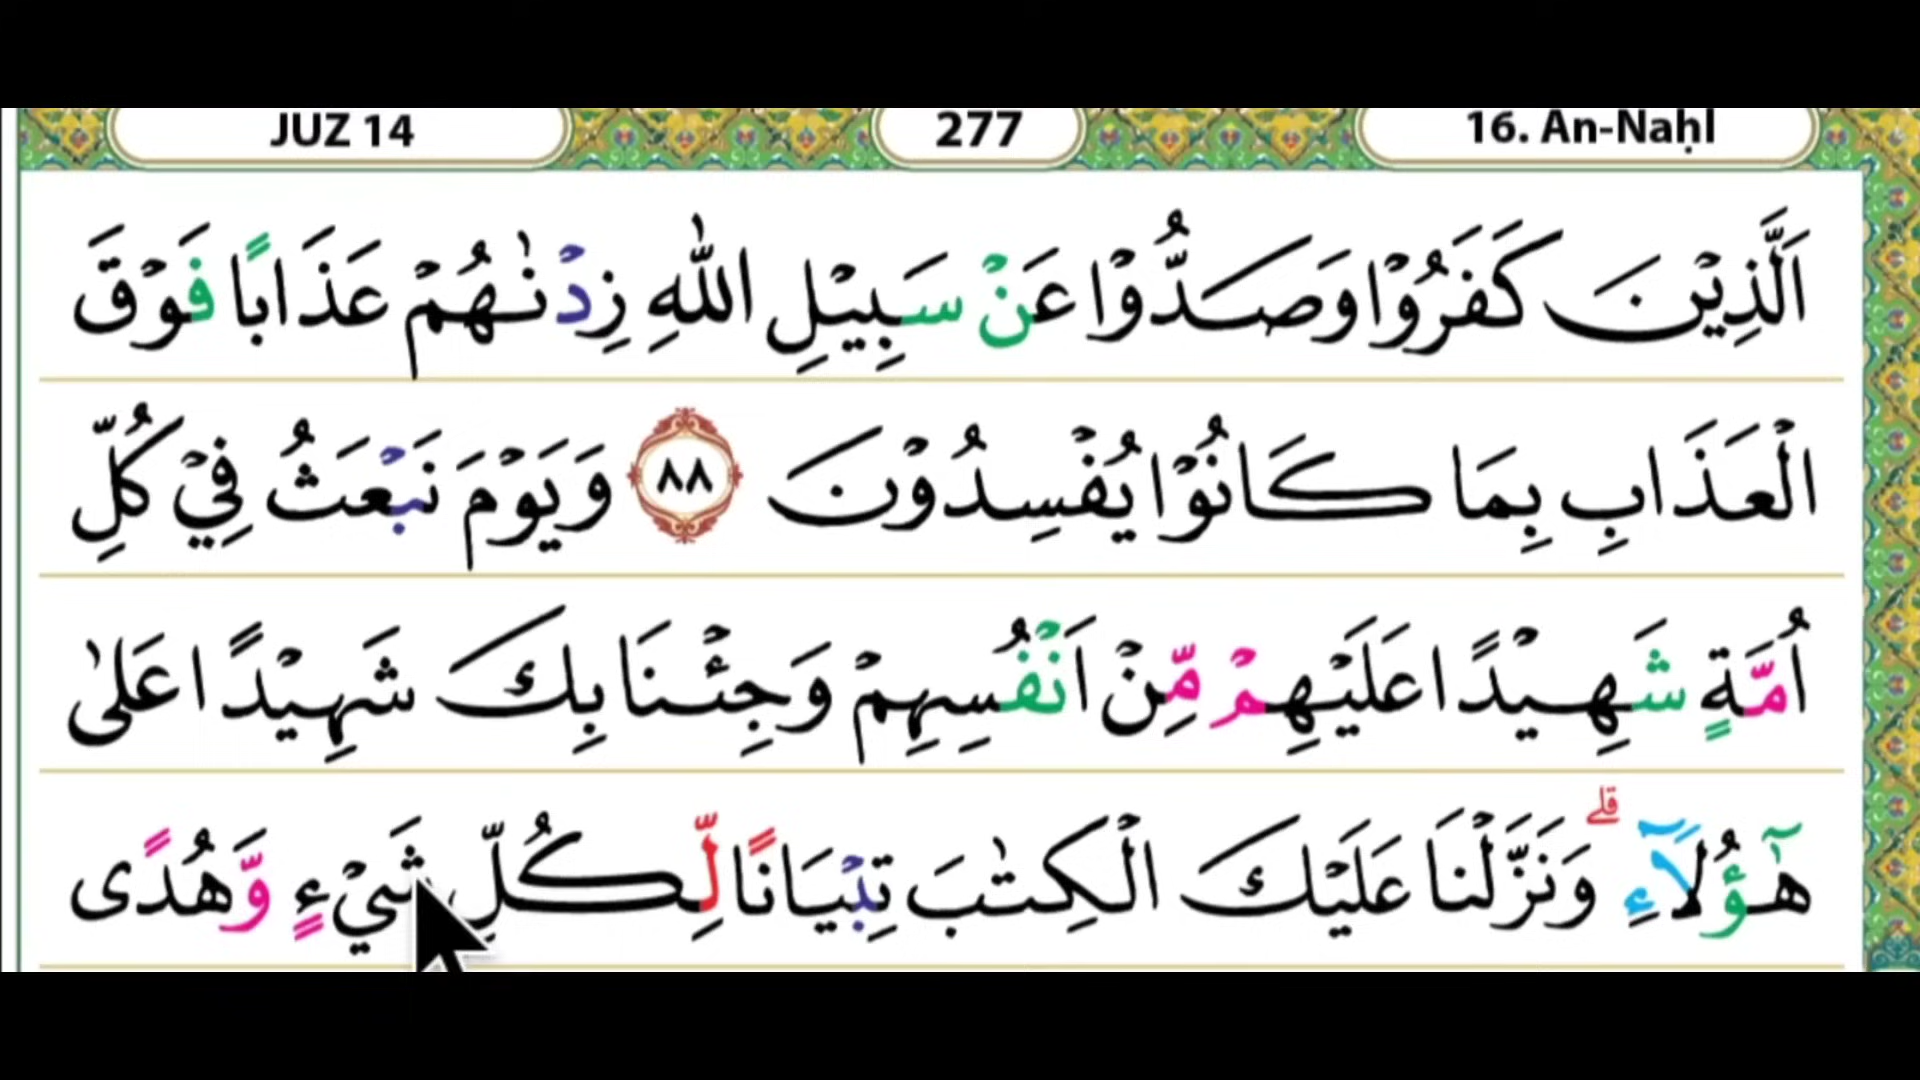 JUZ 14 277 16. An-Naḥl
اَلَّذِيْنَ كَفَرُوْا وَصَدُّوْا عَنْ سَبِيْلِ اللّٰهِ زِدْنٰهُمْ عَذَابًا فَوْقَ
الْعَذَابِ بِمَا كَانُوْا يُفْسِدُوْنَ ٨٨ وَيَوْمَ نَبْعَثُ فِيْ كُلِّ
اُمَّةٍ شَهِيْدًا عَلَيْهِمْ مِّنْ اَنْفُسِهِمْ وَجِئْنَا بِكَ شَهِيْدًا عَلٰى
هٰٓؤُلَاۤءِۗ وَنَزَّلْنَا عَلَيْكَ الْكِتٰبَ تِبْيَانًا لِّكُلِّ شَيْءٍ وَّهُدًى